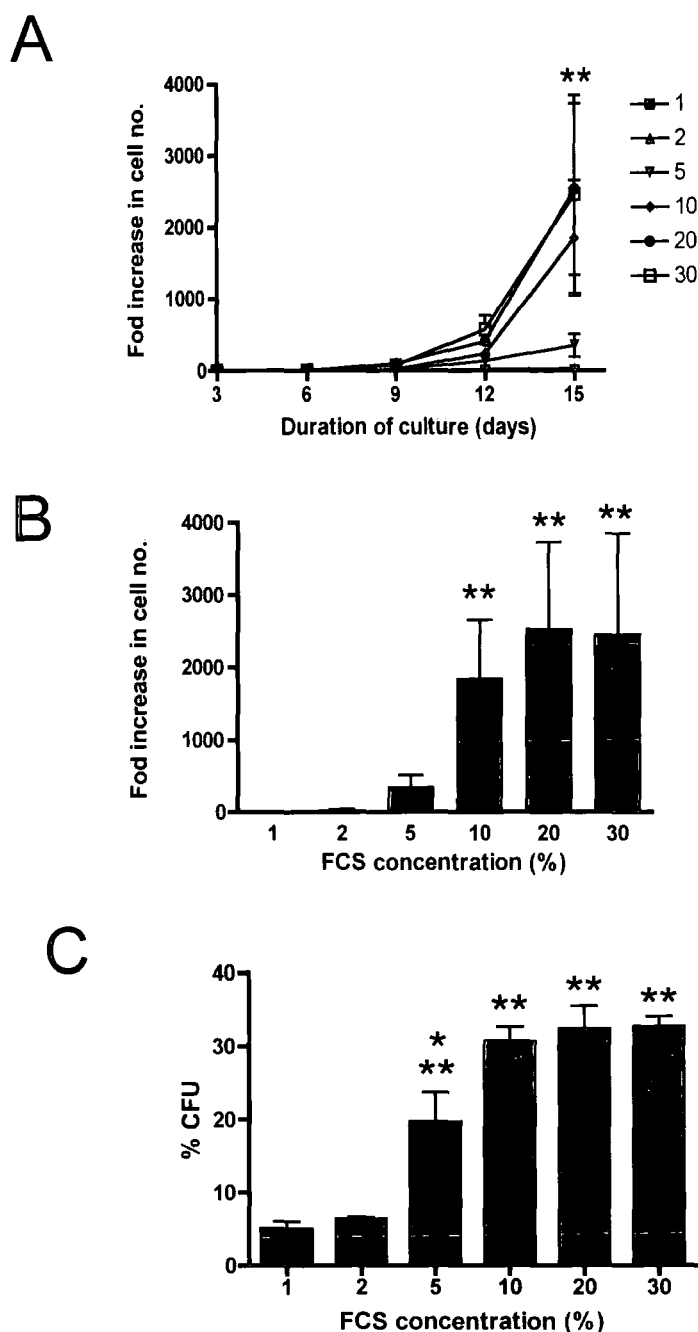 A
**
4000
3000
2000
1000
0
Fod increase in cell no.
3 6 9 12 15
Duration of culture (days)
1
2
5
10
20
30
B
4000
3000
2000
1000
0
Fod increase in cell no.
** ** **
1 2 5 10 20 30
FCS concentration (%)
C
40
30
20
10
0
% CFU
*
** ** ** **
1 2 5 10 20 30
FCS concentration (%)